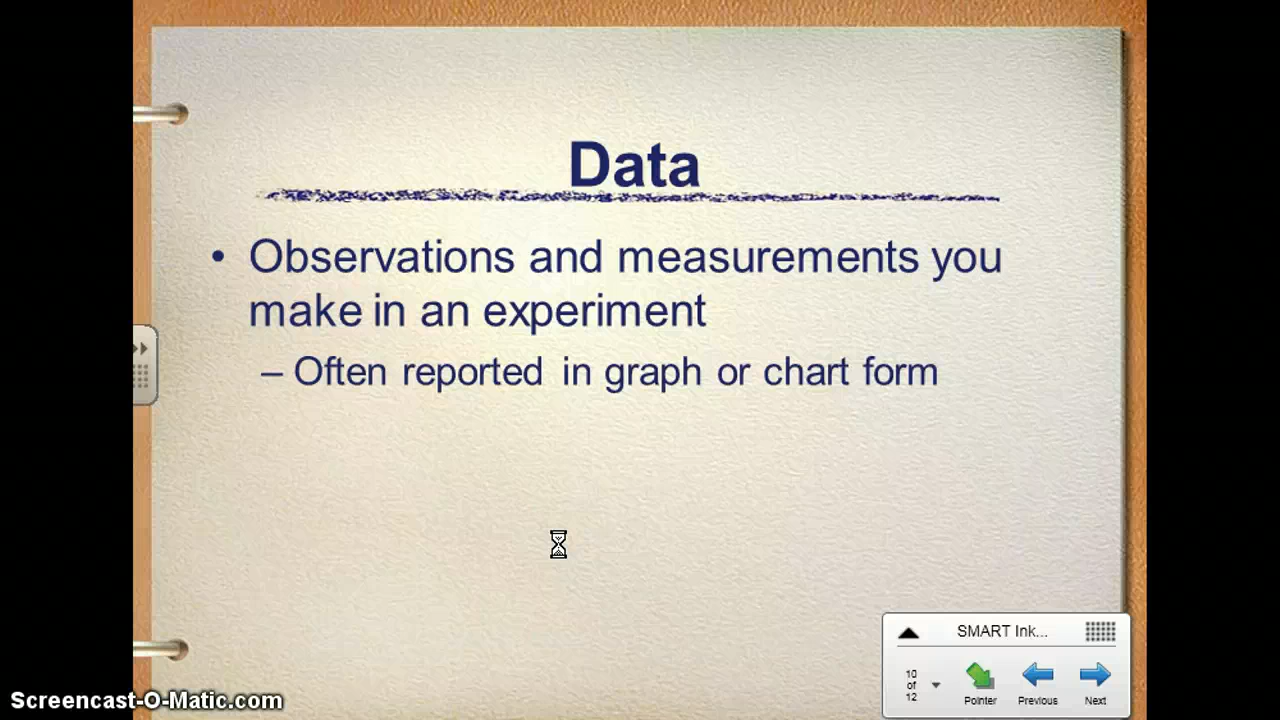 Data
• Observations and measurements you
make in an experiment
– Often reported in graph or chart form
SMART Ink...
10
of
12
Pointer
Previous
Next
Screencast-O-Matic.com